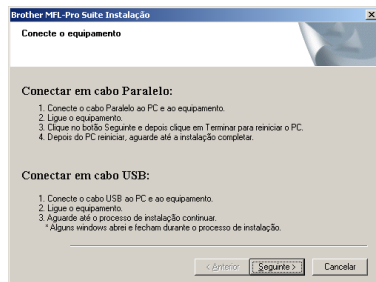 Brother MFL-Pro Suite Instalação
Conecte o equipamento
Conectar em cabo Paralelo:
1. Conecte o cabo Paralelo ao PC e ao equipamento.
2. Ligue o equipamento.
3. Clique no botão Seguinte e depois clique em Terminar para reiniciar o PC.
4. Depois do PC reiniciar, aguarde até a instalação completar.
Conectar em cabo USB:
1. Conecte o cabo USB ao PC e ao equipamento.
2. Ligue o equipamento.
3. Aguarde até o processo de instalação continuar.
* Alguns windows abrei e fecham durante o processo de instalação.
< Anterior Seguinte > Cancelar